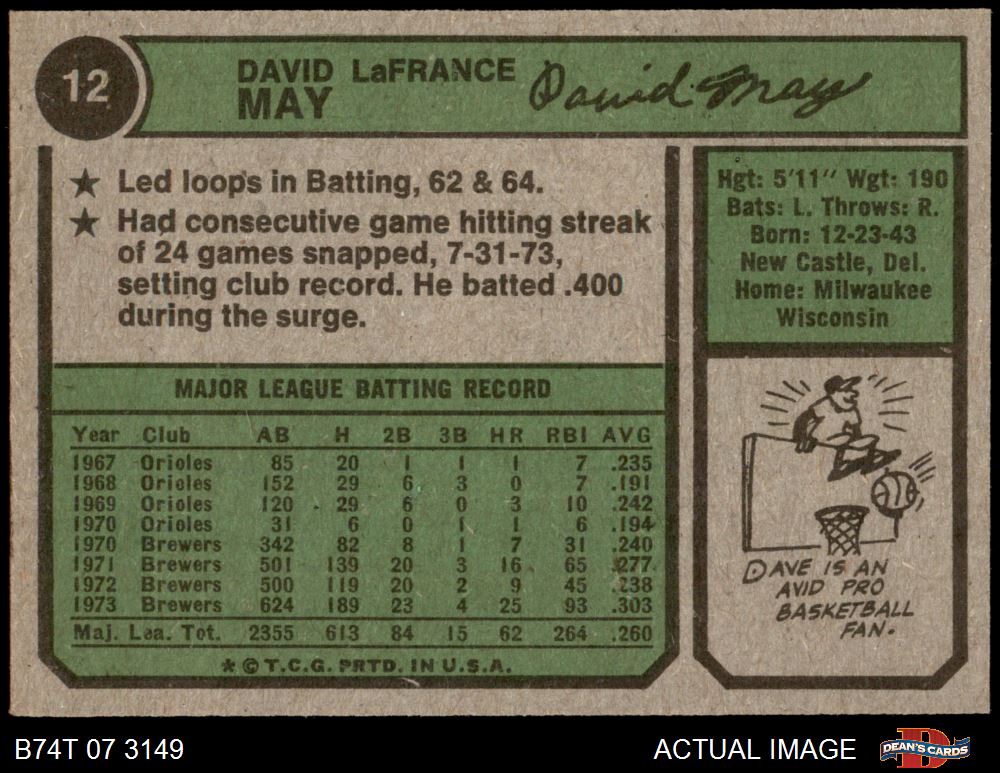 12
DAVID LaFRANCE
MAY
David May
★ Led loops in Batting, 62 & 64.
★ Had consecutive game hitting streak
of 24 games snapped, 7-31-73,
setting club record. He batted .400
during the surge.
Hgt: 5'11" Wgt: 190
Bats: L. Throws: R.
Born: 12-23-43
New Castle, Del.
Home: Milwaukee
Wisconsin
MAJOR LEAGUE BATTING RECORD
Year Club AB H 2B 3B HR RBI AVG
1967 Orioles 85 20 1 1 1 7 .235
1968 Orioles 152 29 6 3 0 7 .191
1969 Orioles 120 29 6 0 3 10 .242
1970 Orioles 31 6 0 1 1 6 .194
1970 Brewers 342 82 8 1 7 31 .240
1971 Brewers 501 139 20 3 16 65 .277
1972 Brewers 500 119 20 2 9 45 .238
1973 Brewers 624 189 23 4 25 93 .303
Maj. Lea. Tot. 2355 613 84 15 62 264 .260
* © T.C.G. PRTD. IN U.S.A.
DAVE IS AN
AVID PRO
BASKETBALL
FAN.
B74T 07 3149
ACTUAL IMAGE
DEAN'S CARDS